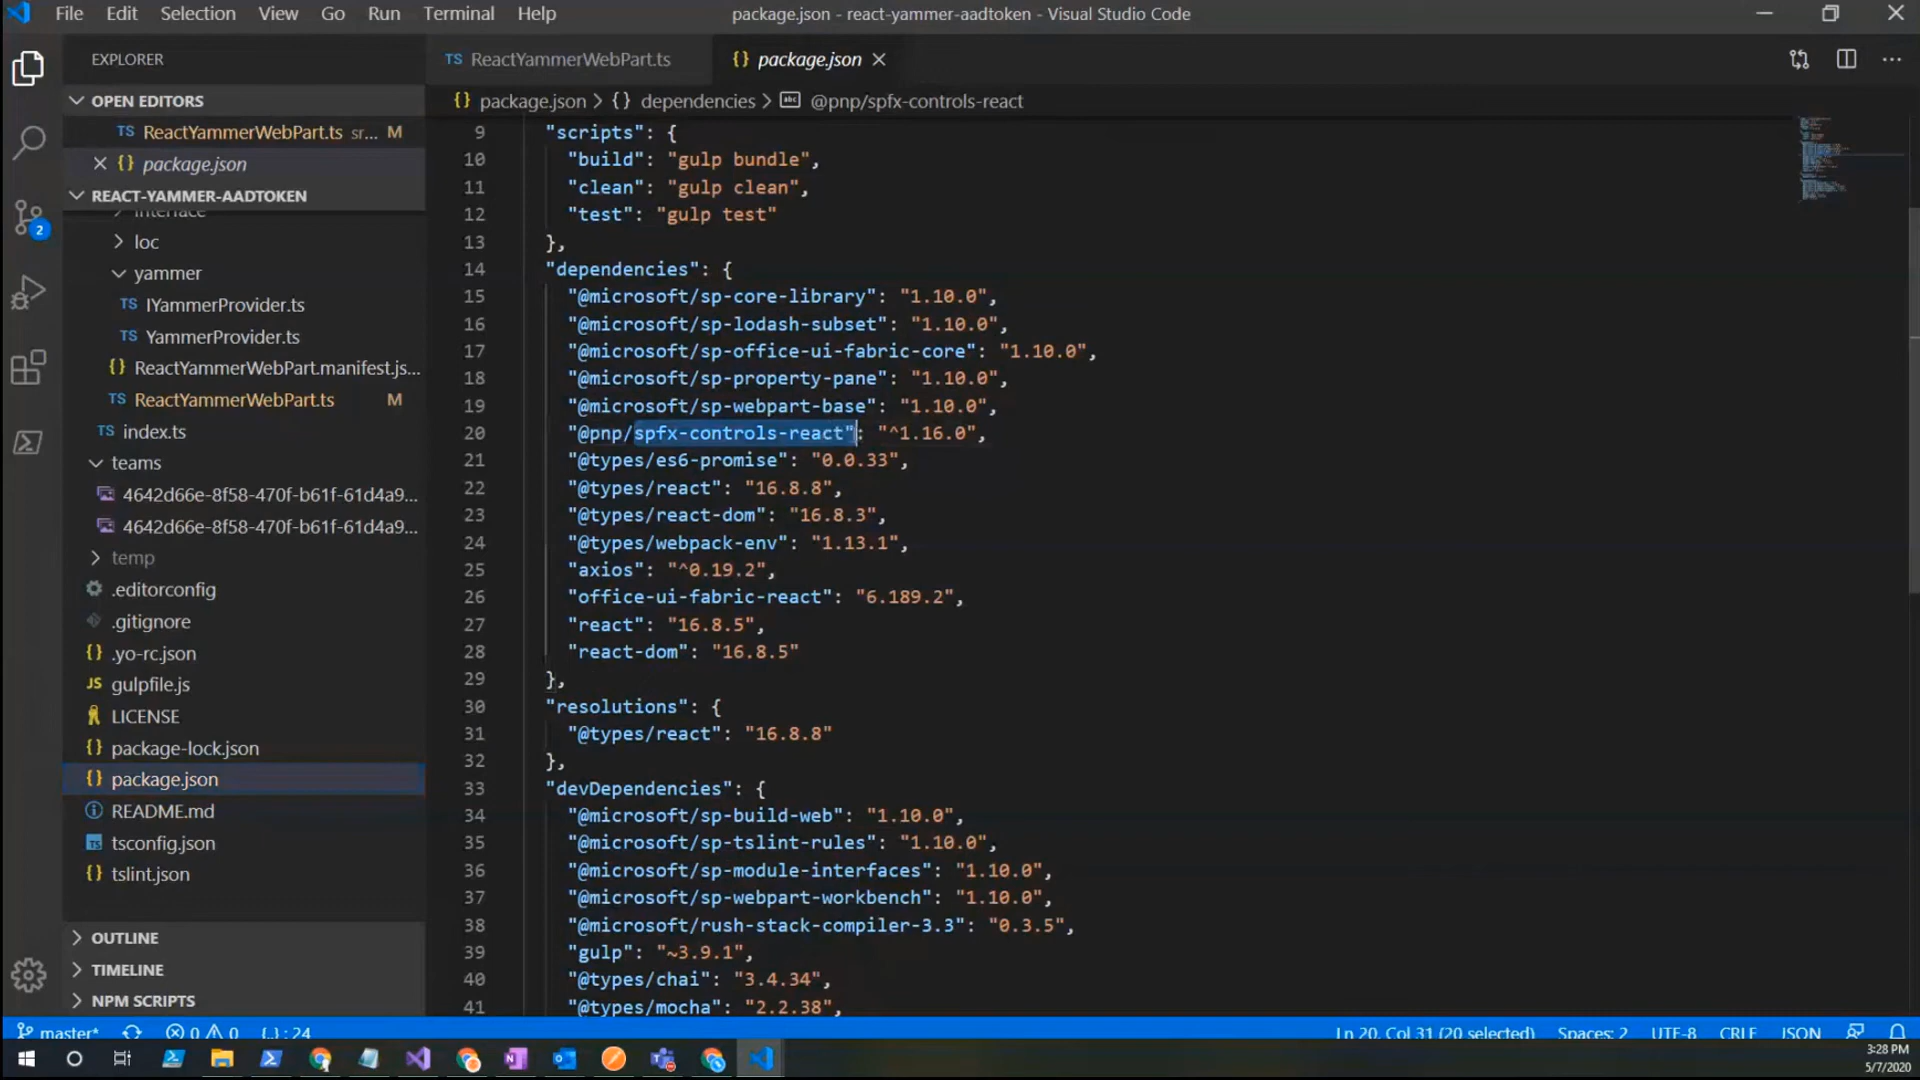 File Edit Selection View Go Run Terminal Help package.json - react-yammer-aadtoken - Visual Studio Code
EXPLORER
OPEN EDITORS
TS ReactYammerWebPart.ts sr... M
{} package.json
REACT-YAMMER-AADTOKEN
interface
loc
yammer
TS IYammerProvider.ts
TS YammerProvider.ts
{} ReactYammerWebPart.manifest.js...
TS ReactYammerWebPart.ts M
TS index.ts
teams
4642d66e-8f58-470f-b61f-61d4a9...
4642d66e-8f58-470f-b61f-61d4a9...
temp
.editorconfig
.gitignore
{} .yo-rc.json
JS gulpfile.js
LICENSE
{} package-lock.json
{} package.json
README.md
TS tsconfig.json
{} tslint.json
OUTLINE
TIMELINE
NPM SCRIPTS
2
TS ReactYammerWebPart.ts {} package.json
{} package.json > {} dependencies > abc @pnp/spfx-controls-react
9 "scripts": {
10 "build": "gulp bundle",
11 "clean": "gulp clean",
12 "test": "gulp test"
13 },
14 "dependencies": {
15 "@microsoft/sp-core-library": "1.10.0",
16 "@microsoft/sp-lodash-subset": "1.10.0",
17 "@microsoft/sp-office-ui-fabric-core": "1.10.0",
18 "@microsoft/sp-property-pane": "1.10.0",
19 "@microsoft/sp-webpart-base": "1.10.0",
20 "@pnp/spfx-controls-react": "^1.16.0",
21 "@types/es6-promise": "0.0.33",
22 "@types/react": "16.8.8",
23 "@types/react-dom": "16.8.3",
24 "@types/webpack-env": "1.13.1",
25 "axios": "^0.19.2",
26 "office-ui-fabric-react": "6.189.2",
27 "react": "16.8.5",
28 "react-dom": "16.8.5"
29 },
30 "resolutions": {
31 "@types/react": "16.8.8"
32 },
33 "devDependencies": {
34 "@microsoft/sp-build-web": "1.10.0",
35 "@microsoft/sp-tslint-rules": "1.10.0",
36 "@microsoft/sp-module-interfaces": "1.10.0",
37 "@microsoft/sp-webpart-workbench": "1.10.0",
38 "@microsoft/rush-stack-compiler-3.3": "0.3.5",
39 "gulp": "~3.9.1",
40 "@types/chai": "3.4.34",
41 "@types/mocha": "2.2.38",
master* 0 0 {..} : 24 Ln 20, Col 31 (20 selected) Spaces: 2 UTF-8 CRLF JSON
3:28 PM
5/7/2020